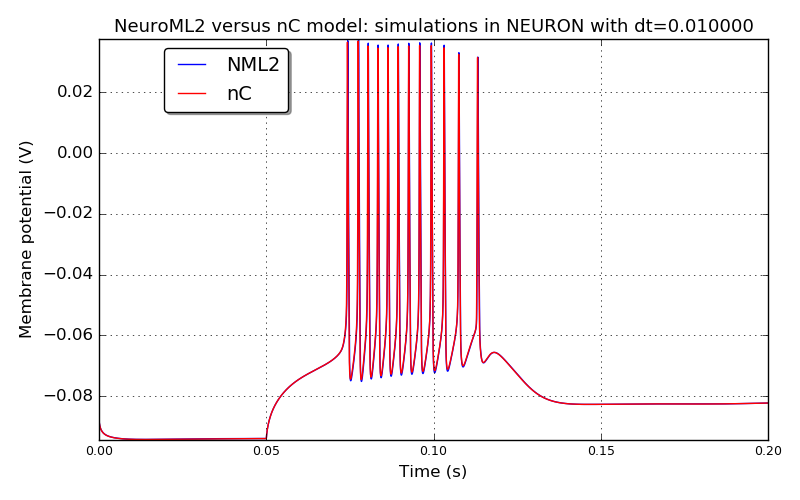 NeuroML2 versus nC model: simulations in NEURON with dt=0.010000
NML2
nC
Membrane potential (V)
0.02
0.00
−0.02
−0.04
−0.06
−0.08
0.00 0.05 0.10 0.15 0.20
Time (s)